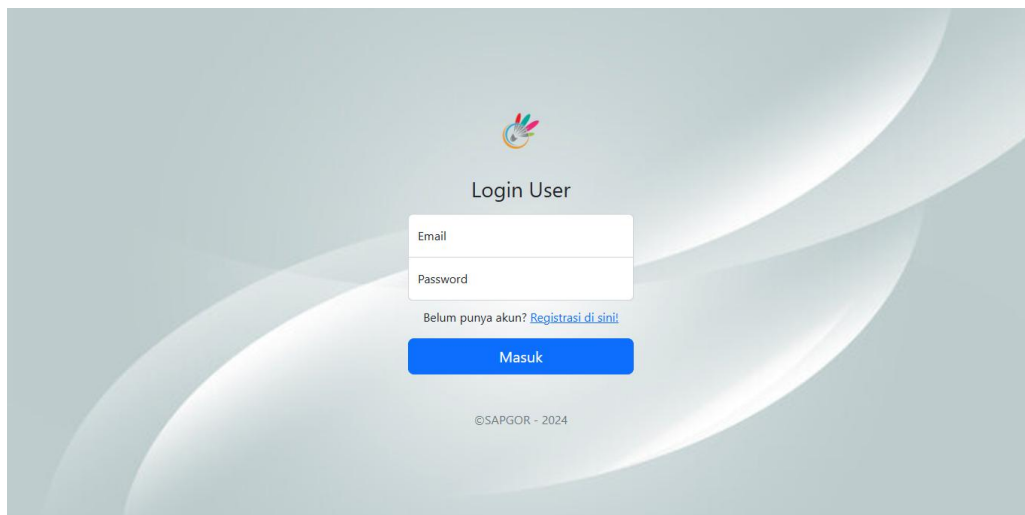 Login User
Email
Password
Belum punya akun? Registrasi di sini!
Masuk
©SAPGOR - 2024